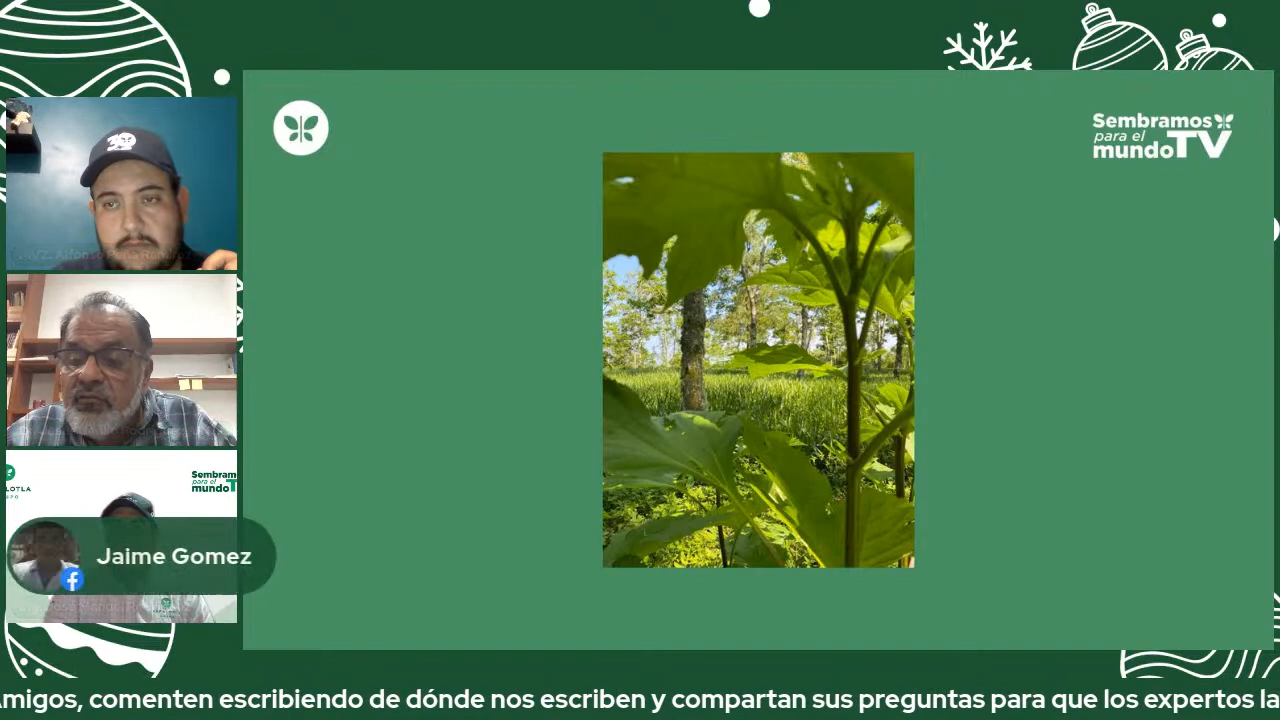 Sembramos
para el
mundo TV
Sembram
para el
mundo T
Jaime Gomez
Amigos, comenten escribiendo de dónde nos escriben y compartan sus preguntas para que los expertos la